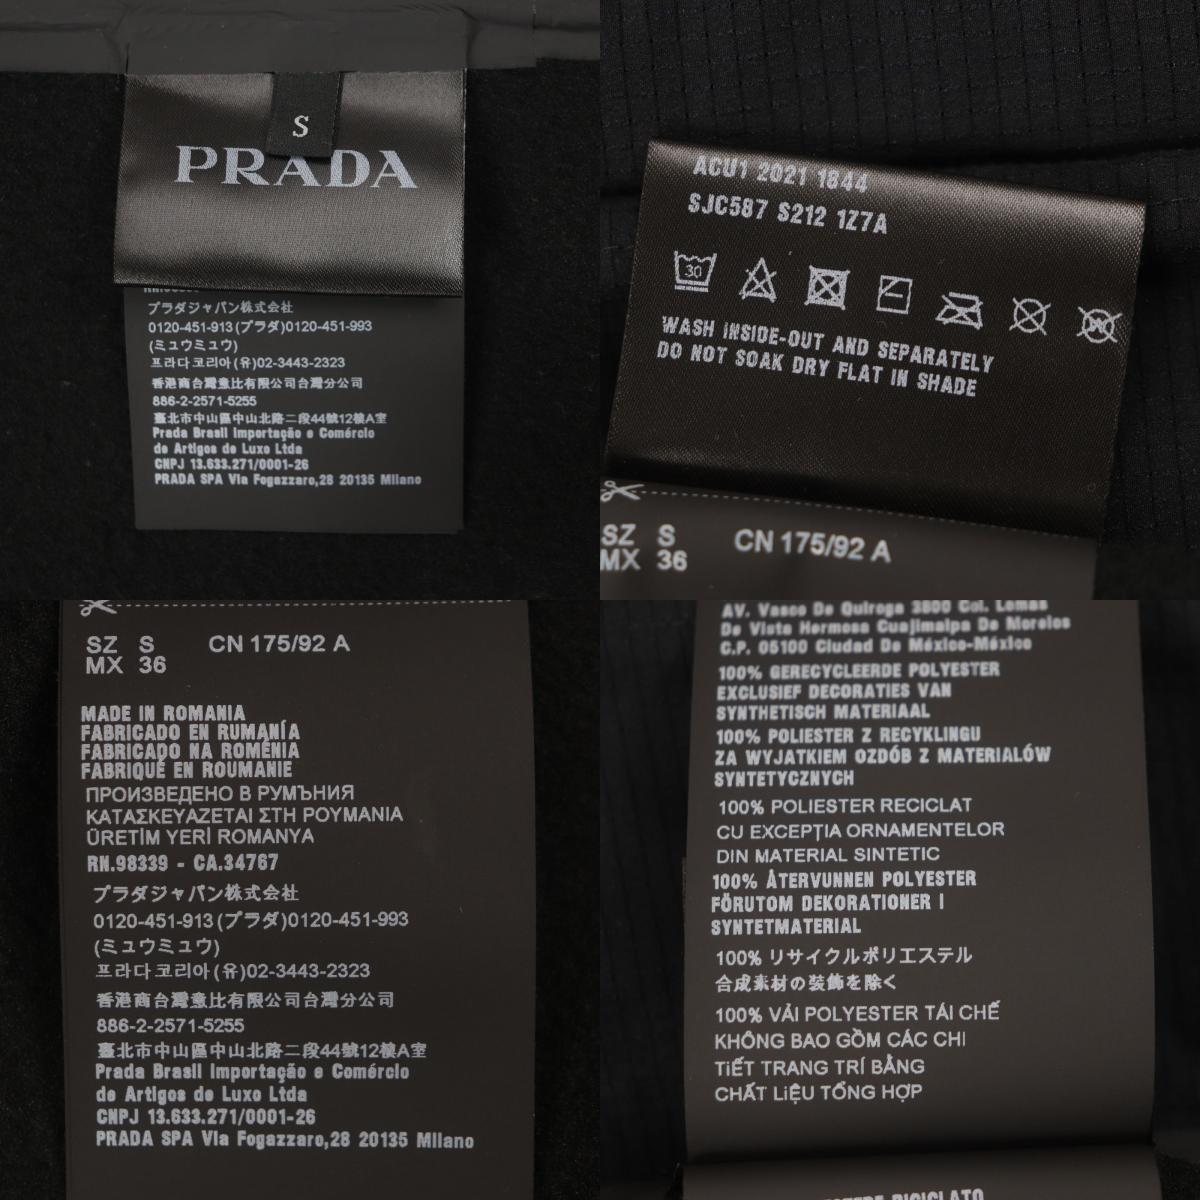 S
PRADA
プラダジャパン株式会社
0120-451-913(プラダ)0120-451-993
(ミュウミュウ)
프라다코리아(유)02-3443-2323
香港商台灣意比有限公司台灣分公司
886-2-2571-5255
臺北市中山區中山北路二段44號12樓A室
Prada Brasil Importação e Comércio
de Artigos de Luxo Ltda
CNPJ 13.633.271/0001-26
PRADA SPA Via Fogazzaro,28 20135 Milano
ACU1 2021 1844
SJC587 S212 1Z7A
30
WASH INSIDE-OUT AND SEPARATELY
DO NOT SOAK DRY FLAT IN SHADE
SZ S CN 175/92 A
MX 36
SZ S CN 175/92 A
MX 36
MADE IN ROMANIA
FABRICADO EN RUMANÍA
FABRICADO NA ROMÊNIA
FABRIQUÉ EN ROUMANIE
ПРОИЗВЕДЕНО В РУМЪНИЯ
ΚΑΤΑΣΚΕΥΑΖΕΤΑΙ ΣΤΗ ΡΟΥΜΑΝΙΑ
ÜRETİM YERİ ROMANYA
RN.98339 - CA.34767
プラダジャパン株式会社
0120-451-913(プラダ)0120-451-993
(ミュウミュウ)
프라다코리아(유)02-3443-2323
香港商台灣意比有限公司台灣分公司
886-2-2571-5255
臺北市中山區中山北路二段44號12樓A室
Prada Brasil Importação e Comércio
de Artigos de Luxo Ltda
CNPJ 13.633.271/0001-26
PRADA SPA Via Fogazzaro,28 20135 Milano
AV. Vasco De Quiroga 3800 Col. Lomas
De Vista Hermosa Cuajimalpa De Morelos
C.P. 05100 Ciudad De México-México
100% GERECYCLEERDE POLYESTER
EXCLUSIEF DECORATIES VAN
SYNTHETISCH MATERIAAL
100% POLIESTER Z RECYKLINGU
ZA WYJATKIEM OZDÓB Z MATERIALÓW
SYNTETYCZNYCH
100% POLIESTER RECICLAT
CU EXCEPŢIA ORNAMENTELOR
DIN MATERIAL SINTETIC
100% ÅTERVUNNEN POLYESTER
FÖRUTOM DEKORATIONER I
SYNTETMATERIAL
100% リサイクルポリエステル
合成素材の装飾を除く
100% VẢI POLYESTER TÁI CHẾ
KHÔNG BAO GỒM CÁC CHI
TIẾT TRANG TRÍ BẰNG
CHẤT LIỆU TỔNG HỢP